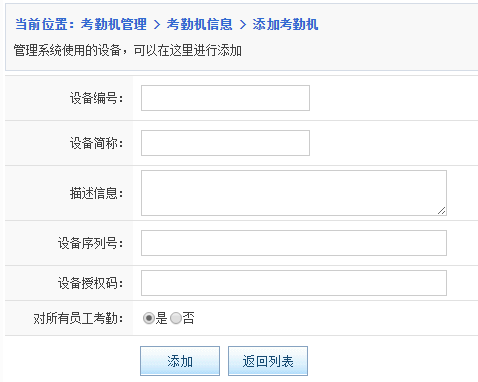 当前位置：考勤机管理 > 考勤机信息 > 添加考勤机
管理系统使用的设备，可以在这里进行添加
设备编号：
设备简称：
描述信息：
设备序列号：
设备授权码：
对所有员工考勤： 是 否
添加 返回列表